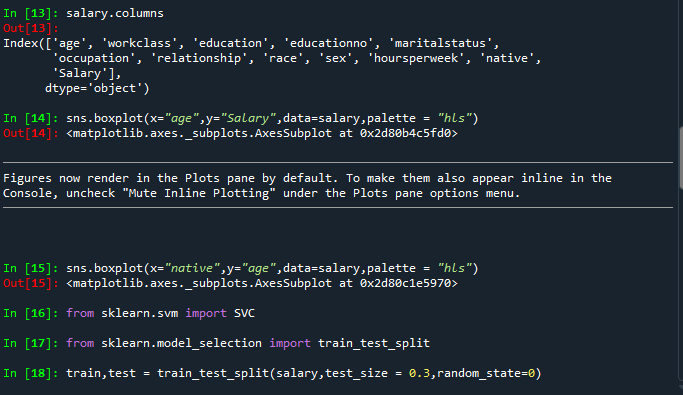 In [13]: salary.columns
Out[13]:
Index(['age', 'workclass', 'education', 'educationno', 'maritalstatus',
'occupation', 'relationship', 'race', 'sex', 'hoursperweek', 'native',
'Salary'],
dtype='object')
In [14]: sns.boxplot(x="age",y="Salary",data=salary,palette = "hls")
Out[14]: <matplotlib.axes._subplots.AxesSubplot at 0x2d80b4c5fd0>
Figures now render in the Plots pane by default. To make them also appear inline in the
Console, uncheck "Mute Inline Plotting" under the Plots pane options menu.
In [15]: sns.boxplot(x="native",y="age",data=salary,palette = "hls")
Out[15]: <matplotlib.axes._subplots.AxesSubplot at 0x2d80c1e5970>
In [16]: from sklearn.svm import SVC
In [17]: from sklearn.model_selection import train_test_split
In [18]: train,test = train_test_split(salary,test_size = 0.3,random_state=0)